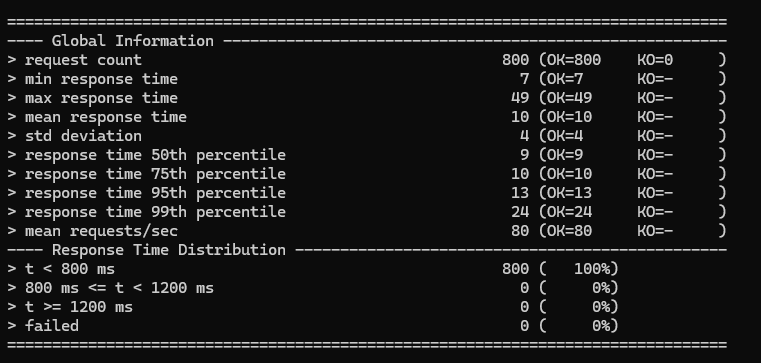 ================================================================================
---- Global Information --------------------------------------------------------
> request count                                        800 (OK=800    KO=0     )
> min response time                                      7 (OK=7      KO=-     )
> max response time                                     49 (OK=49     KO=-     )
> mean response time                                    10 (OK=10     KO=-     )
> std deviation                                          4 (OK=4      KO=-     )
> response time 50th percentile                          9 (OK=9      KO=-     )
> response time 75th percentile                         10 (OK=10     KO=-     )
> response time 95th percentile                         13 (OK=13     KO=-     )
> response time 99th percentile                         24 (OK=24     KO=-     )
> mean requests/sec                                     80 (OK=80     KO=-     )
---- Response Time Distribution ------------------------------------------------
> t < 800 ms                                           800 (   100%)
> 800 ms <= t < 1200 ms                                  0 (     0%)
> t >= 1200 ms                                           0 (     0%)
> failed                                                 0 (     0%)
================================================================================